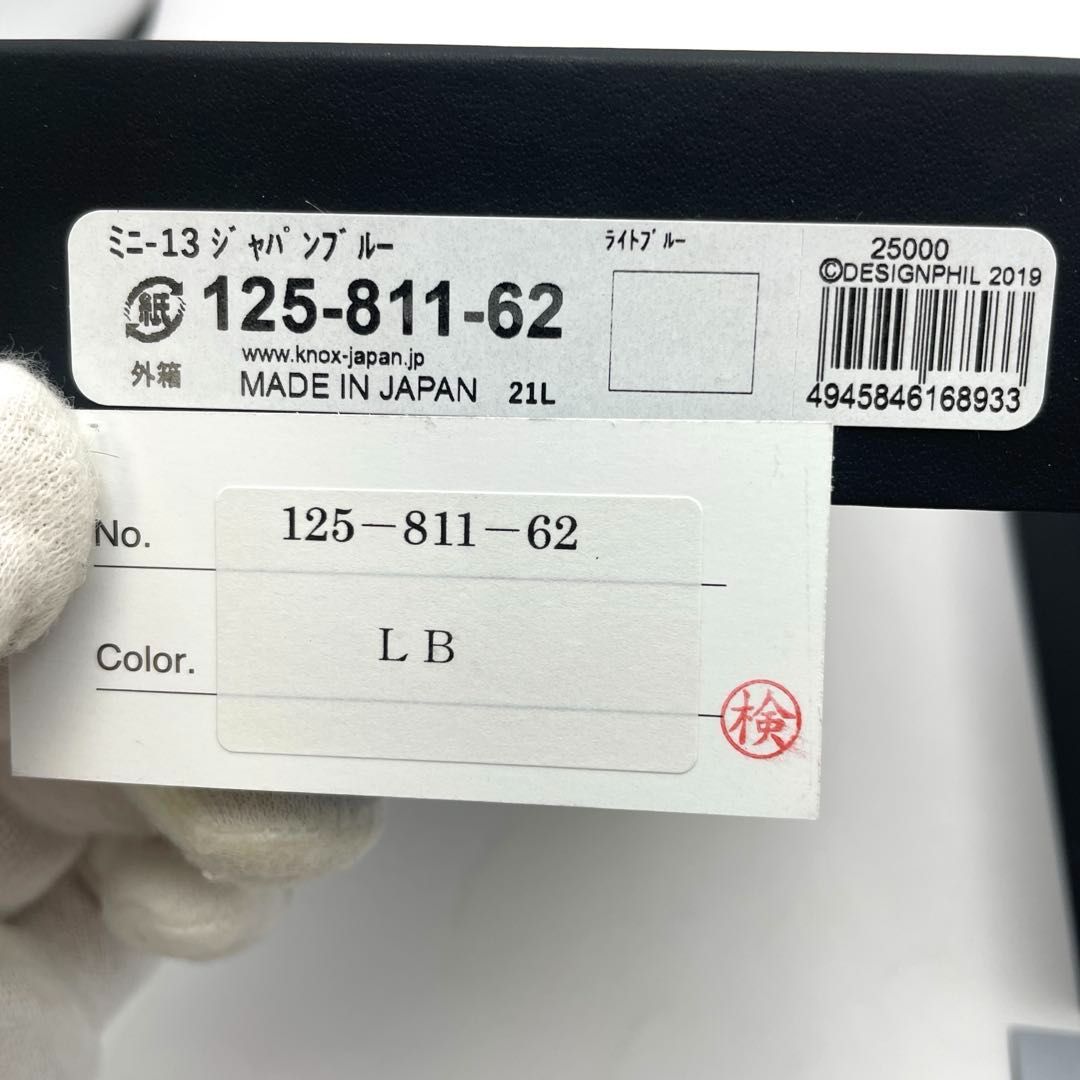 ﾐﾆ-13 ｼﾞｬﾊﾟﾝﾌﾞﾙｰ
ﾗｲﾄﾌﾞﾙｰ
25000
©DESIGNPHIL 2019
紙
125-811-62
www.knox-japan.jp
外箱
MADE IN JAPAN 21L
4945846168933
No. 125-811-62
Color. LB
検